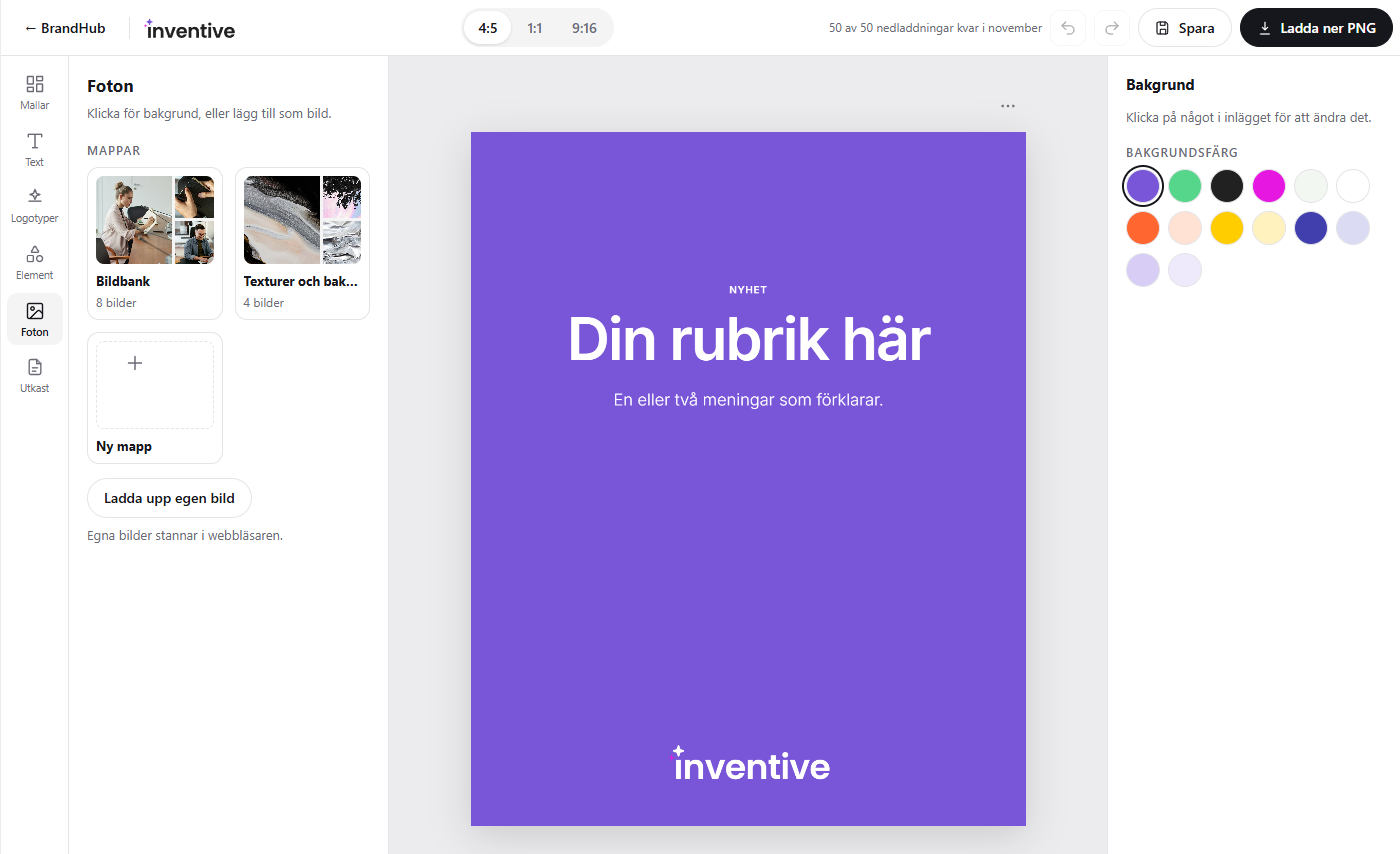 ← BrandHub
inventive
4:5
1:1
9:16
50 av 50 nedladdningar kvar i november
Spara
Ladda ner PNG
Mallar
Text
Logotyper
Element
Foton
Utkast
Foton
Klicka för bakgrund, eller lägg till som bild.
MAPPAR
Bildbank
8 bilder
Texturer och bak...
4 bilder
Ny mapp
Ladda upp egen bild
Egna bilder stannar i webbläsaren.
NYHET
Din rubrik här
En eller två meningar som förklarar.
inventive
Bakgrund
Klicka på något i inlägget för att ändra det.
BAKGRUNDSFÄRG